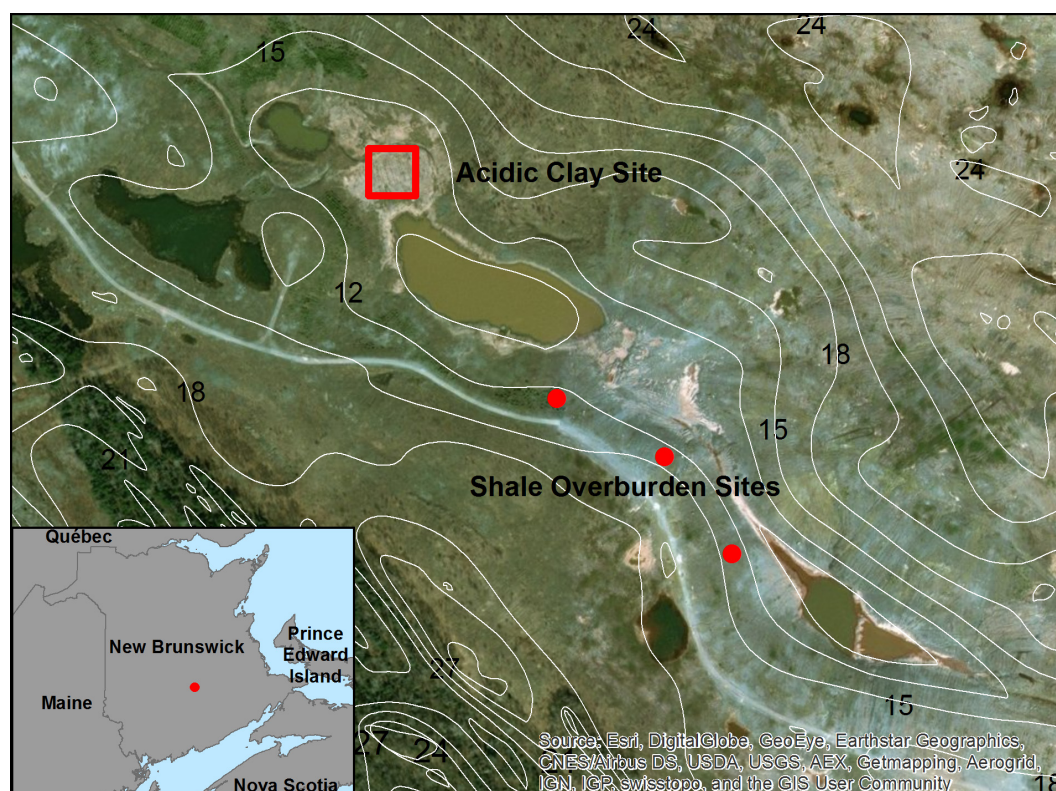 24
24
15
24
Acidic Clay Site
12
18
18
15
21
Shale Overburden Sites
Québec
New Brunswick
Prince
Edward
Island
Maine
Nova Scotia
27
27
24
15
18
Source: Esri, DigitalGlobe, GeoEye, Earthstar Geographics,
CNES/Airbus DS, USDA, USGS, AEX, Getmapping, Aerogrid,
IGN, IGP, swisstopo, and the GIS User Community